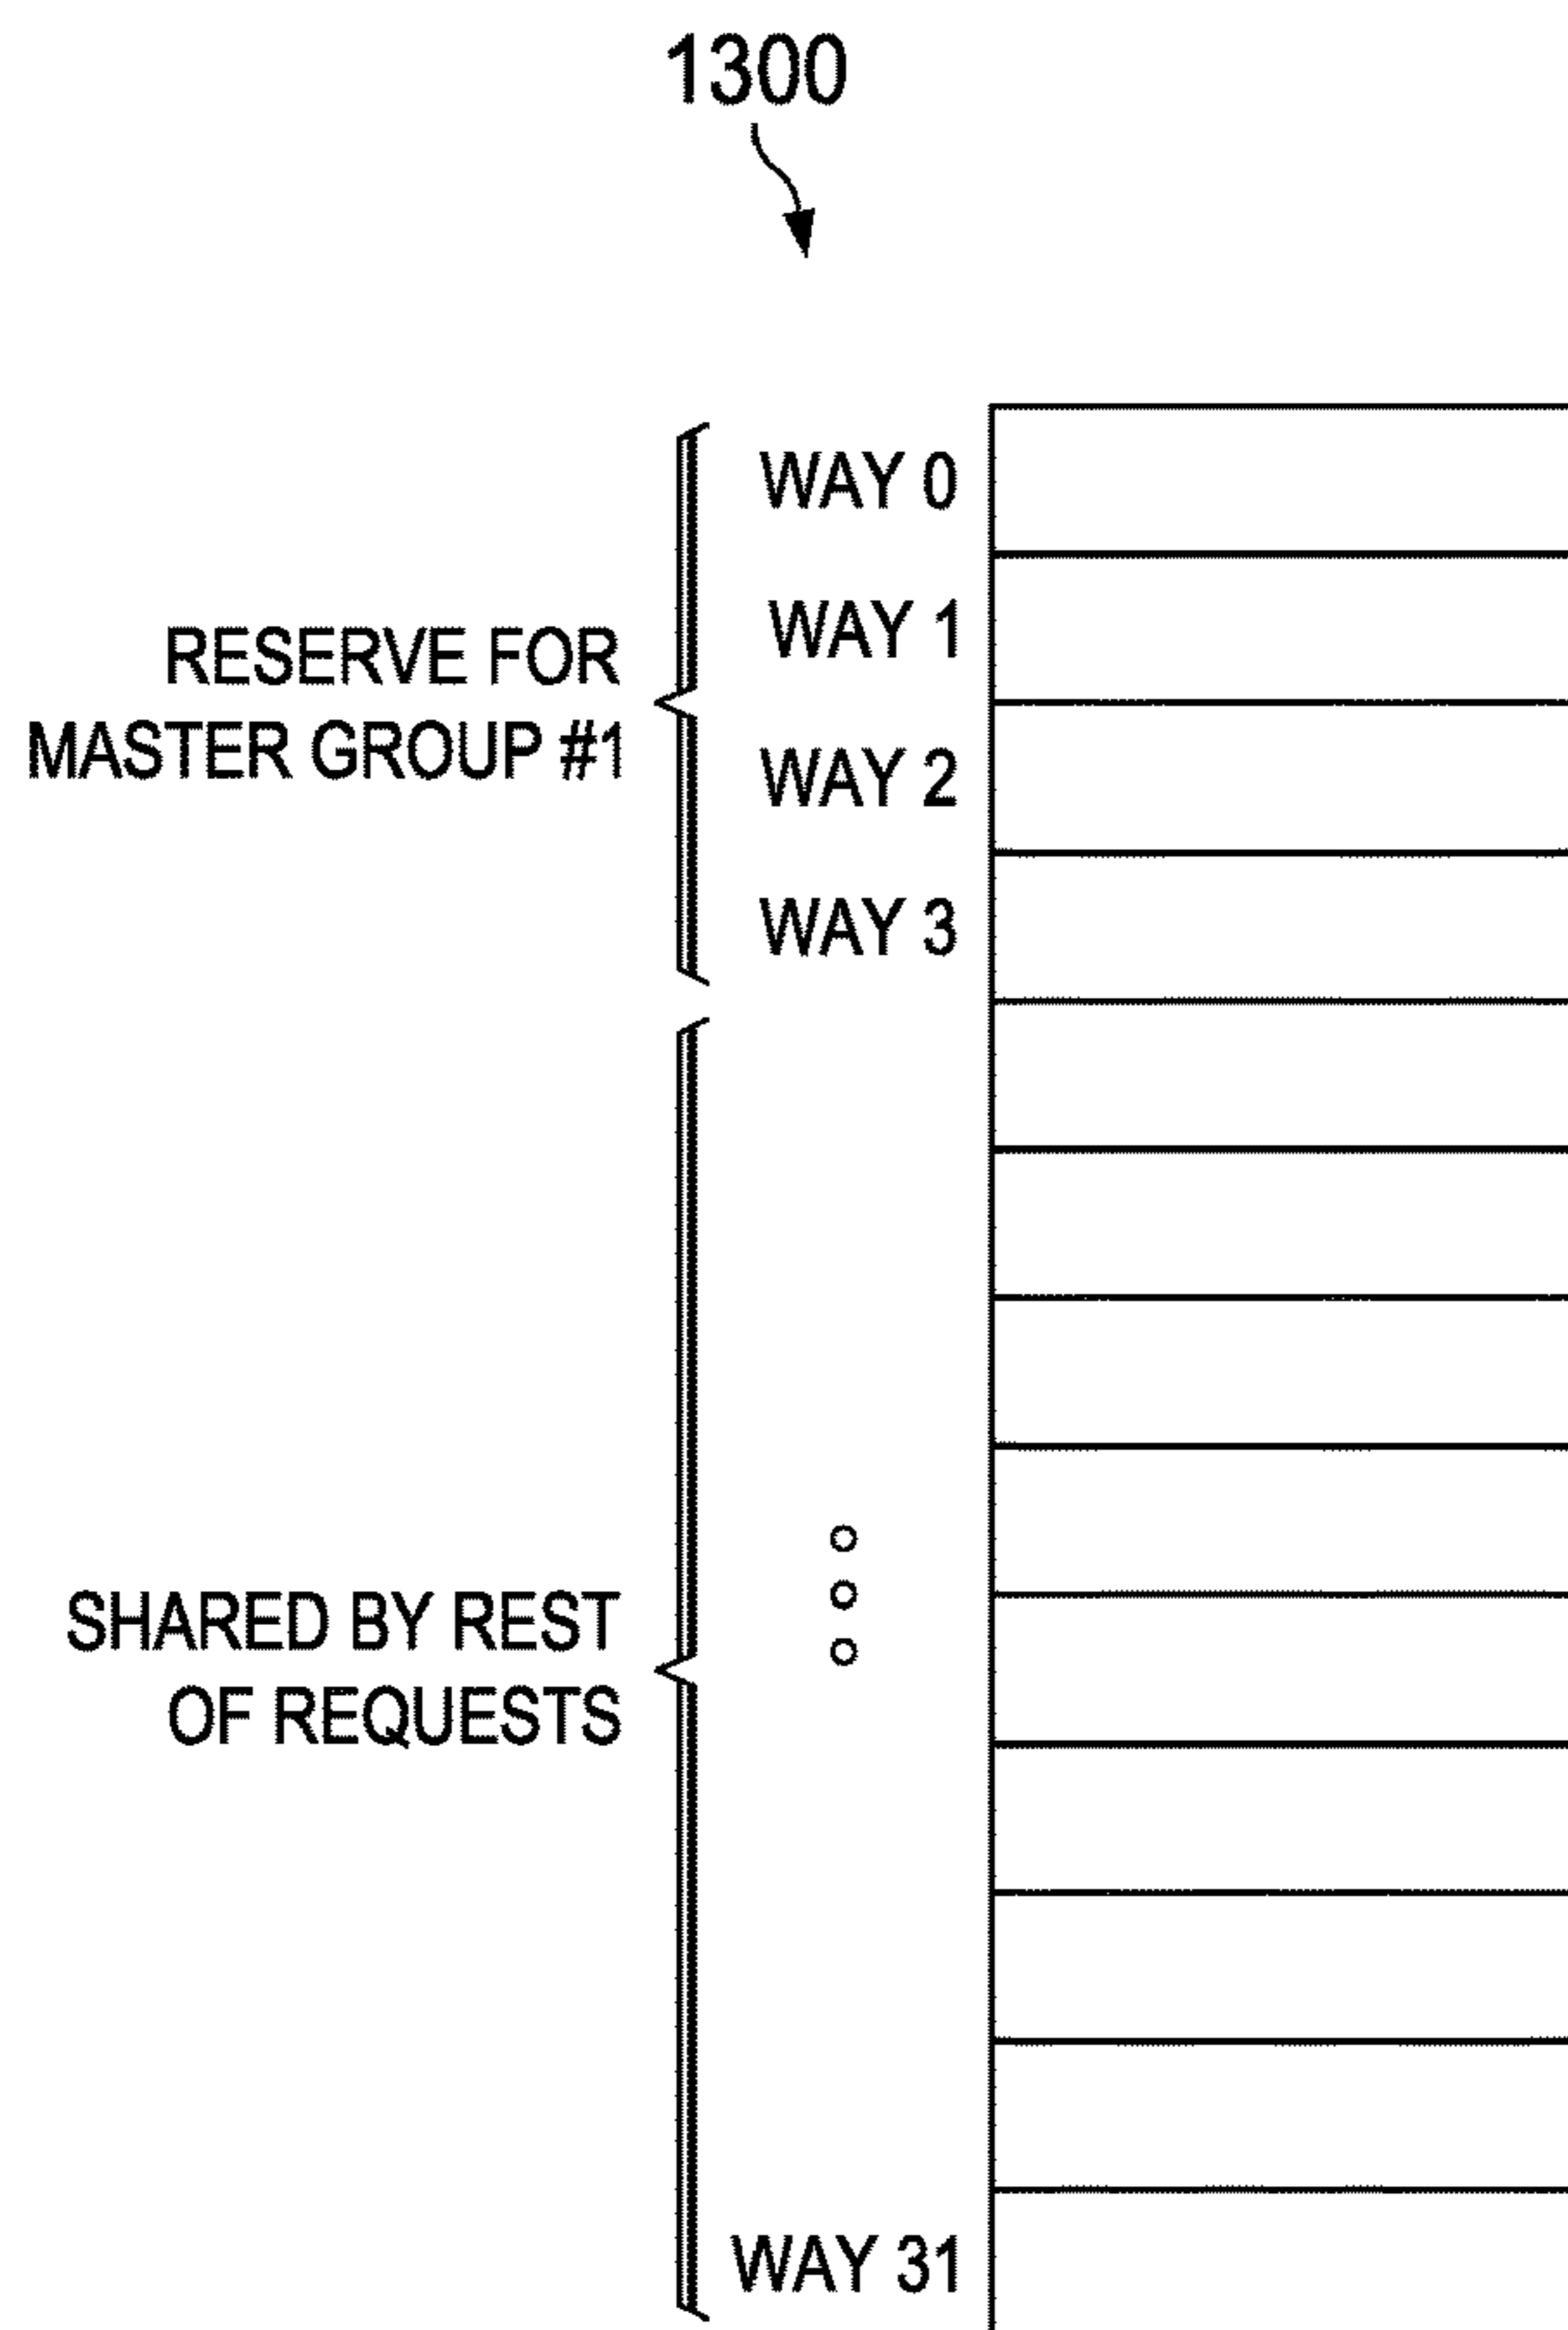 1300
WAY 0
WAY 1
RESERVE FOR
MASTER GROUP #1
WAY 2
WAY 3
SHARED BY REST
OF REQUESTS
WAY 31